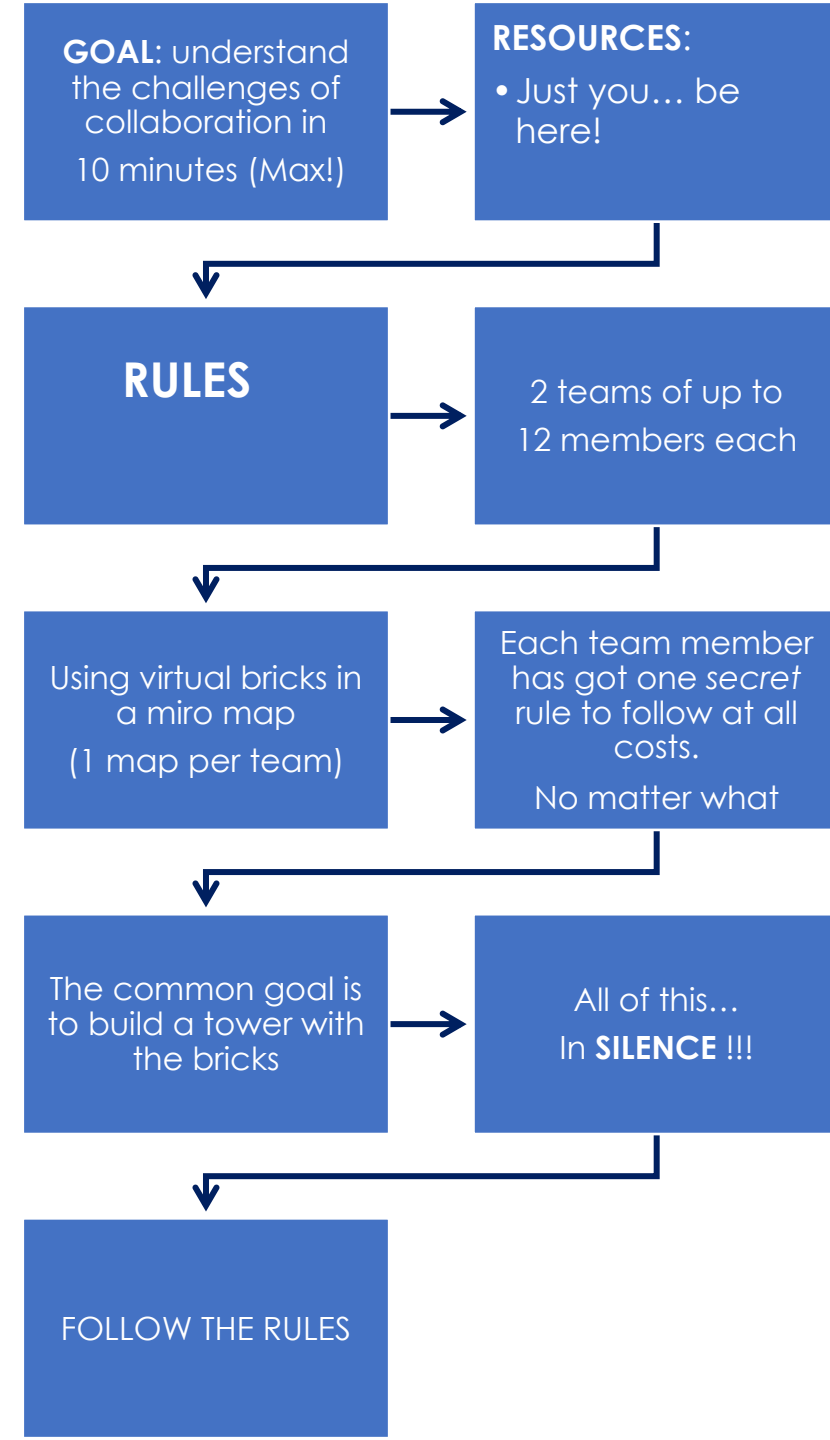 GOAL: understand
the challenges of
collaboration in
10 minutes (Max!)
RESOURCES:
• Just you… be
here!
RULES
2 teams of up to
12 members each
Using virtual bricks in
a miro map
(1 map per team)
Each team member
has got one secret
rule to follow at all
costs.
No matter what
The common goal is
to build a tower with
the bricks
All of this…
In SILENCE !!!
FOLLOW THE RULES